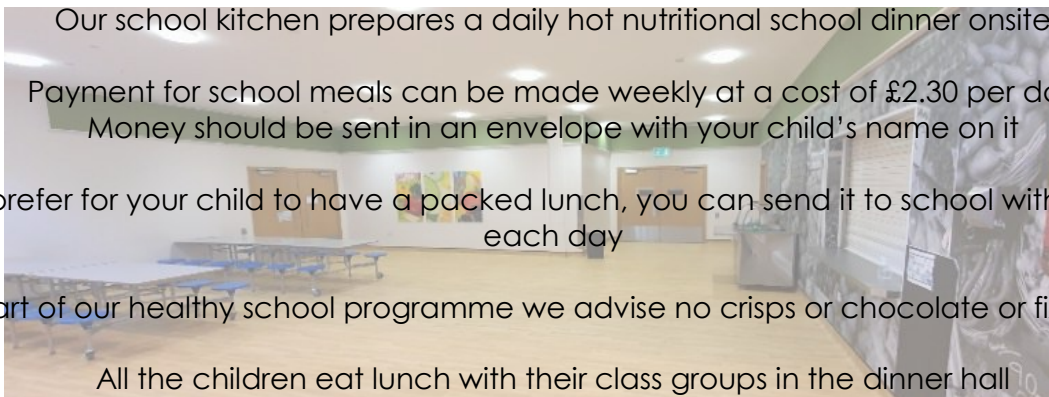 Our school kitchen prepares a daily hot nutritional school dinner onsite
Payment for school meals can be made weekly at a cost of £2.30 per
Money should be sent in an envelope with your child's name on it
prefer for your child to have a packed lunch, you can send it to school with
each day
of our healthy school programme we advise no crisps or chocolate or
All the children eat lunch with their class groups in the dinner hall